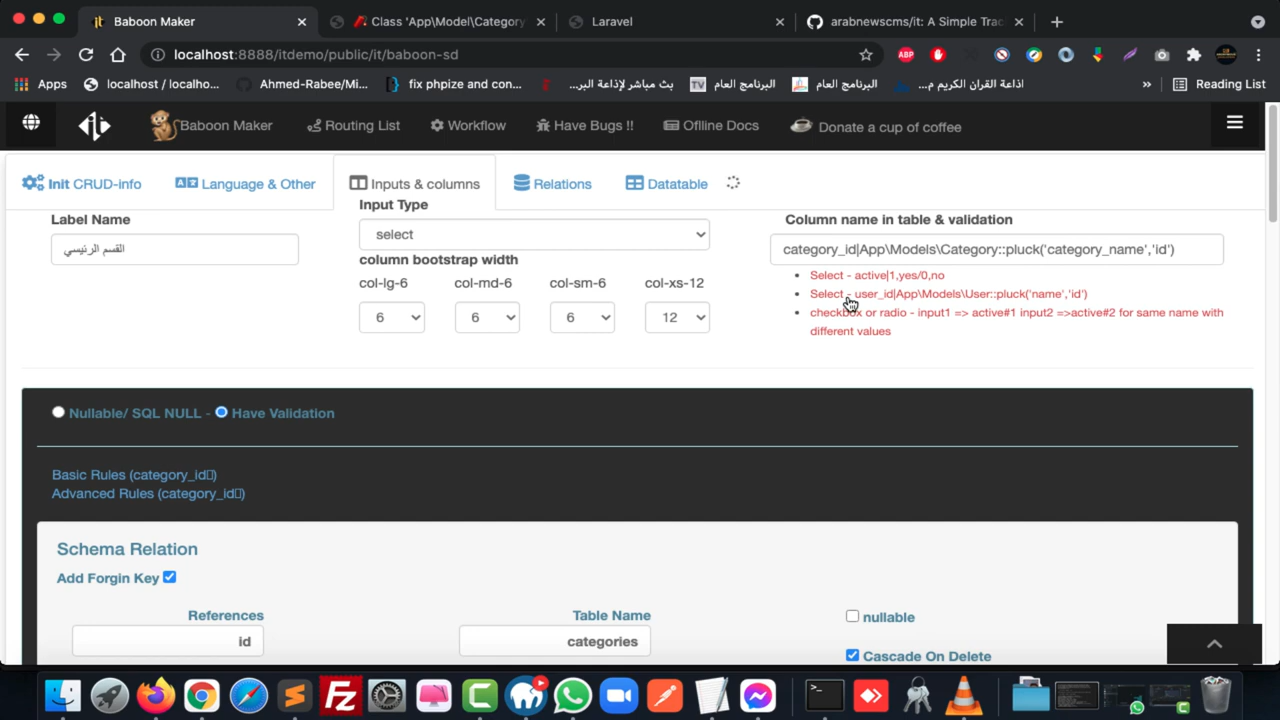 Baboon Maker
Class 'App\Model\Category
Laravel
arabnewscms/it: A Simple Trac
localhost:8888/itdemo/public/it/baboon-sd
ABP
Apps
localhost / localho...
Ahmed-Rabee/Mi...
fix phpize and con...
بث مباشر لإذاعة البر...
TV
البرنامج العام
البرنامج العام
اذاعة القران الكريم م...
»
Reading List
Baboon Maker
Routing List
Workflow
Have Bugs !!
Oflline Docs
Donate a cup of coffee
Init CRUD-info
Language & Other
Inputs & columns
Relations
Datatable
Label Name
Input Type
Column name in table & validation
القسم الرئيسي
select
category_id|App\Models\Category::pluck('category_name','id')
column bootstrap width
col-lg-6
col-md-6
col-sm-6
col-xs-12
6
6
6
12
Select - active|1,yes/0,no
Select - user_id|App\Models\User::pluck('name','id')
checkbox or radio - input1 => active#1 input2 =>active#2 for same name with
different values
Nullable/ SQL NULL - Have Validation
Basic Rules (category_id)
Advanced Rules (category_id)
Schema Relation
Add Forgin Key
References
Table Name
nullable
id
categories
Cascade On Delete